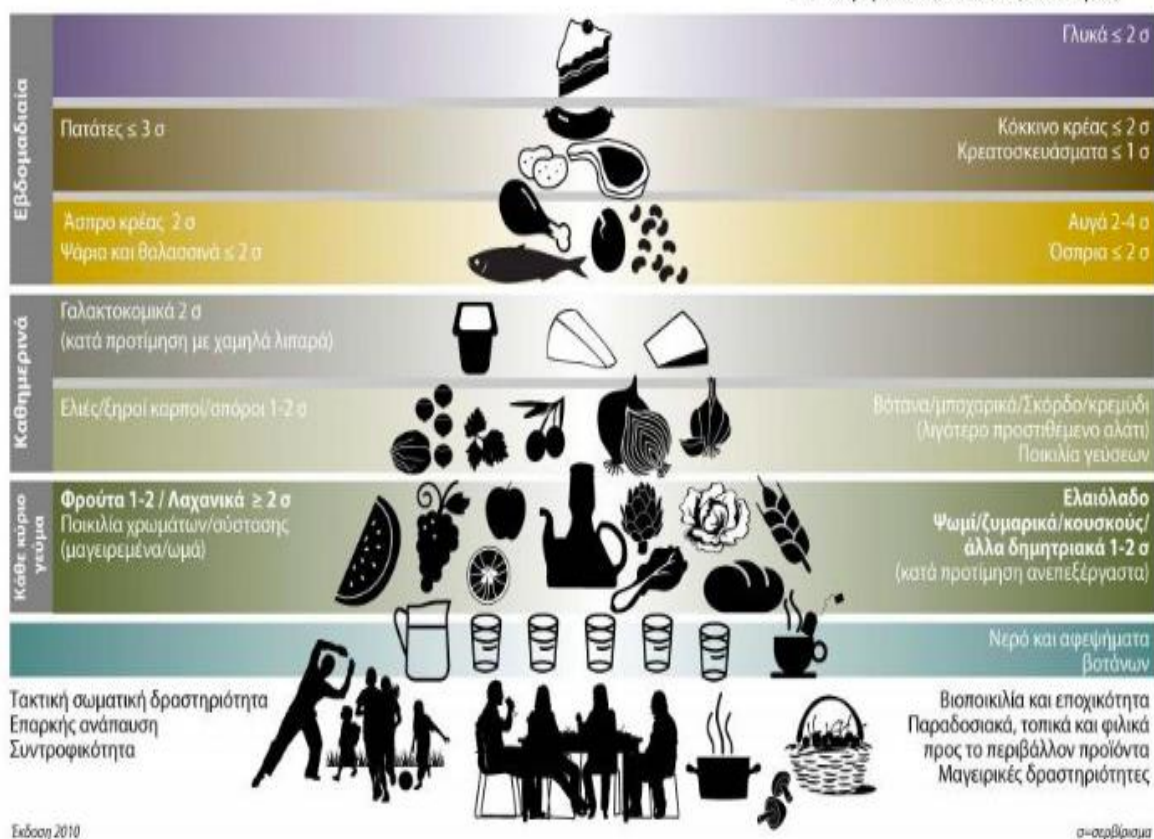 Εβδομαδιαία
Γλυκά ≤ 2 σ
Πατάτες ≤ 3 σ
Κόκκινο κρέας ≤ 2 σ
Κρεατοσκευάσματα ≤ 1 σ
Άσπρο κρέας 2 σ
Ψάρια και θαλασσινά ≤ 2 σ
Αυγά 2-4 σ
Όσπρια ≤ 2 σ
Καθημερινά
Γαλακτοκομικά 2 σ
(κατά προτίμηση με χαμηλά λιπαρά)
Ελιές/ξηροί καρποί/σπόροι 1-2 σ
Βότανα/μπαχαρικά/Σκόρδο/κρεμύδι
(λιγότερο προστιθέμενο αλάτι)
Ποικιλία γεύσεων
Κάθε κύριο
γεύμα
Φρούτα 1-2 / Λαχανικά ≥ 2 σ
Ποικιλία χρωμάτων/σύστασης
(μαγειρεμένα/ωμά)
Ελαιόλαδο
Ψωμί/ζυμαρικά/κουσκούς/
άλλα δημητριακά 1-2 σ
(κατά προτίμηση ανεπεξέργαστα)
Νερό και αφεψήματα
βοτάνων
Τακτική σωματική δραστηριότητα
Επαρκής ανάπαυση
Συντροφικότητα
Βιοποικιλία και εποχικότητα
Παραδοσιακά, τοπικά και φιλικά
προς το περιβάλλον προϊόντα
Μαγειρικές δραστηριότητες
Έκδοση 2010
σ=σερβίρισμα